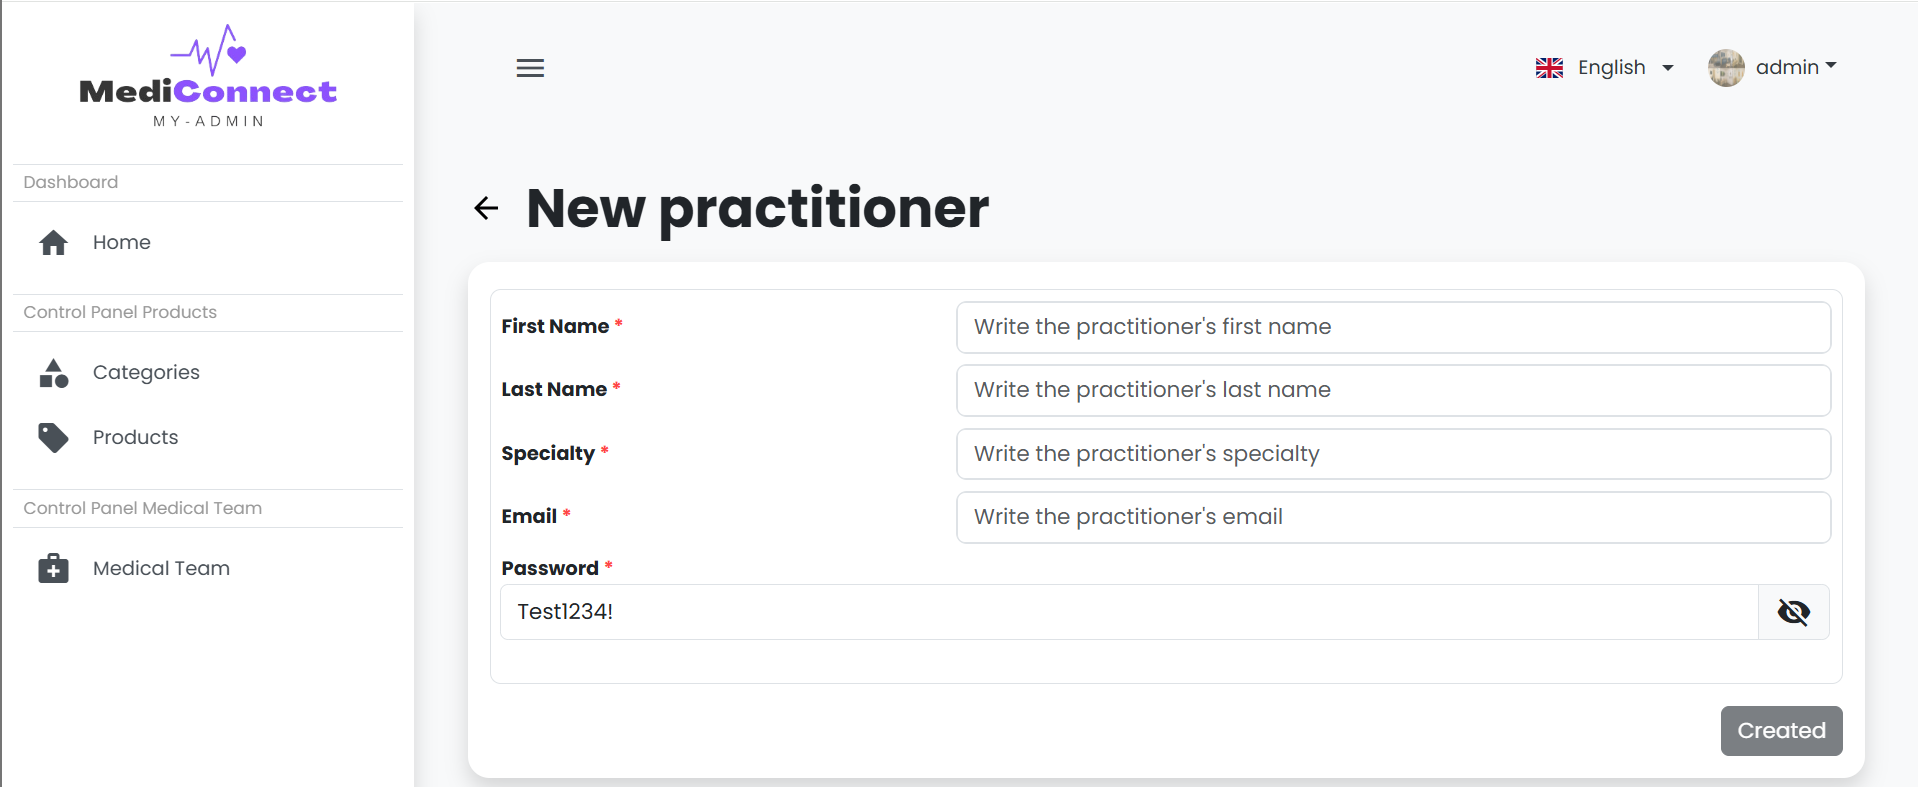 MediConnect
MY-ADMIN
Dashboard
Home
Control Panel Products
Categories
Products
Control Panel Medical Team
Medical Team
English
admin
New practitioner
First Name *
Write the practitioner's first name
Last Name *
Write the practitioner's last name
Specialty *
Write the practitioner's specialty
Email *
Write the practitioner's email
Password *
Test1234!
Created